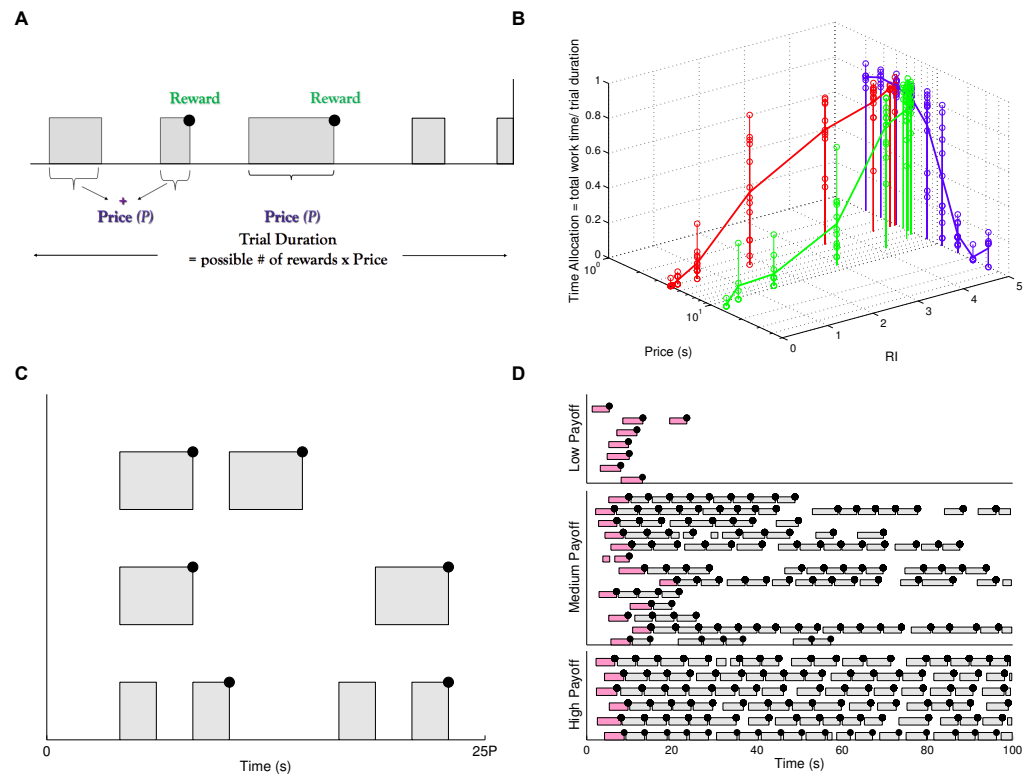 A
Reward
Reward
+
Price (P)
Price (P)
Trial Duration
= possible # of rewards x Price
B
Time Allocation = total work time/ trial duration
1
0.8
0.6
0.4
0.2
0
10^0
10^1
Price (s)
0
1
2
3
4
5
RI
C
0
25P
Time (s)
D
Low Payoff
Medium Payoff
High Payoff
0
20
40
60
80
100
Time (s)